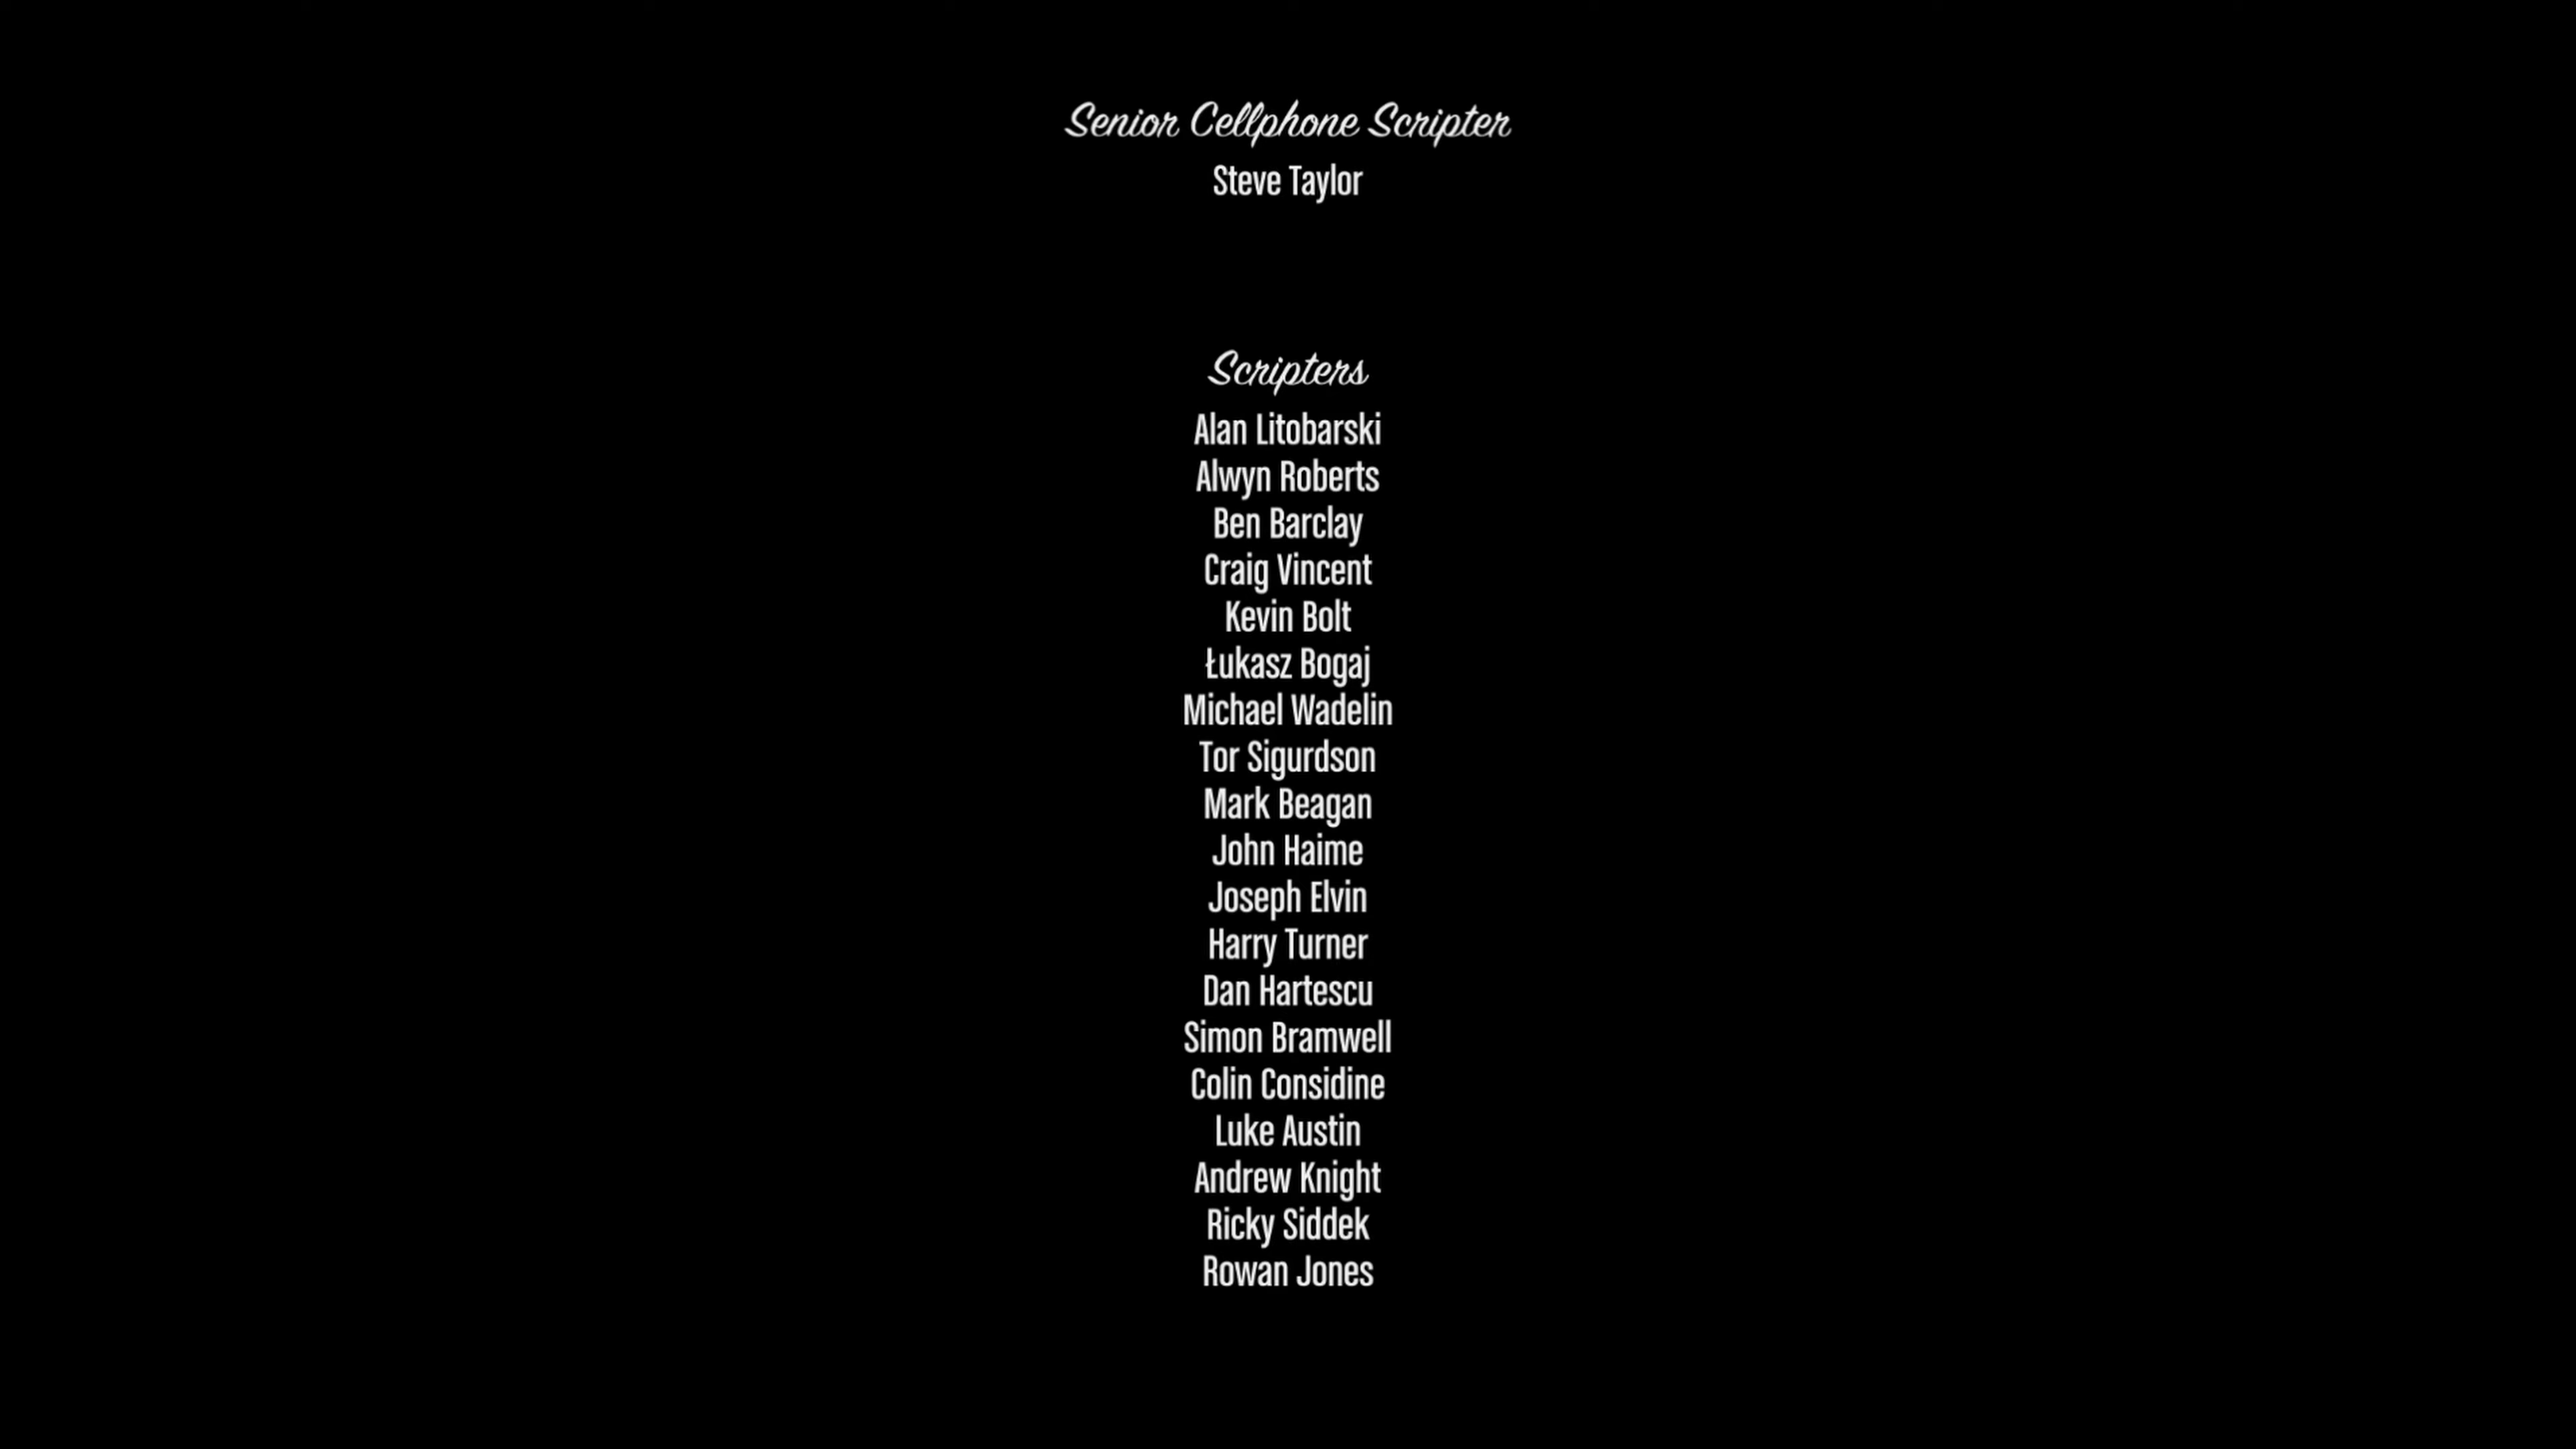 Senior Cellphone Scripter
Steve Taylor
Scripters
Alan Litobarski
Alwyn Roberts
Ben Barclay
Craig Vincent
Kevin Bolt
Łukasz Bogaj
Michael Wadelin
Tor Sigurdson
Mark Beagan
John Haime
Joseph Elvin
Harry Turner
Dan Hartescu
Simon Bramwell
Colin Considine
Luke Austin
Andrew Knight
Ricky Siddek
Rowan Jones